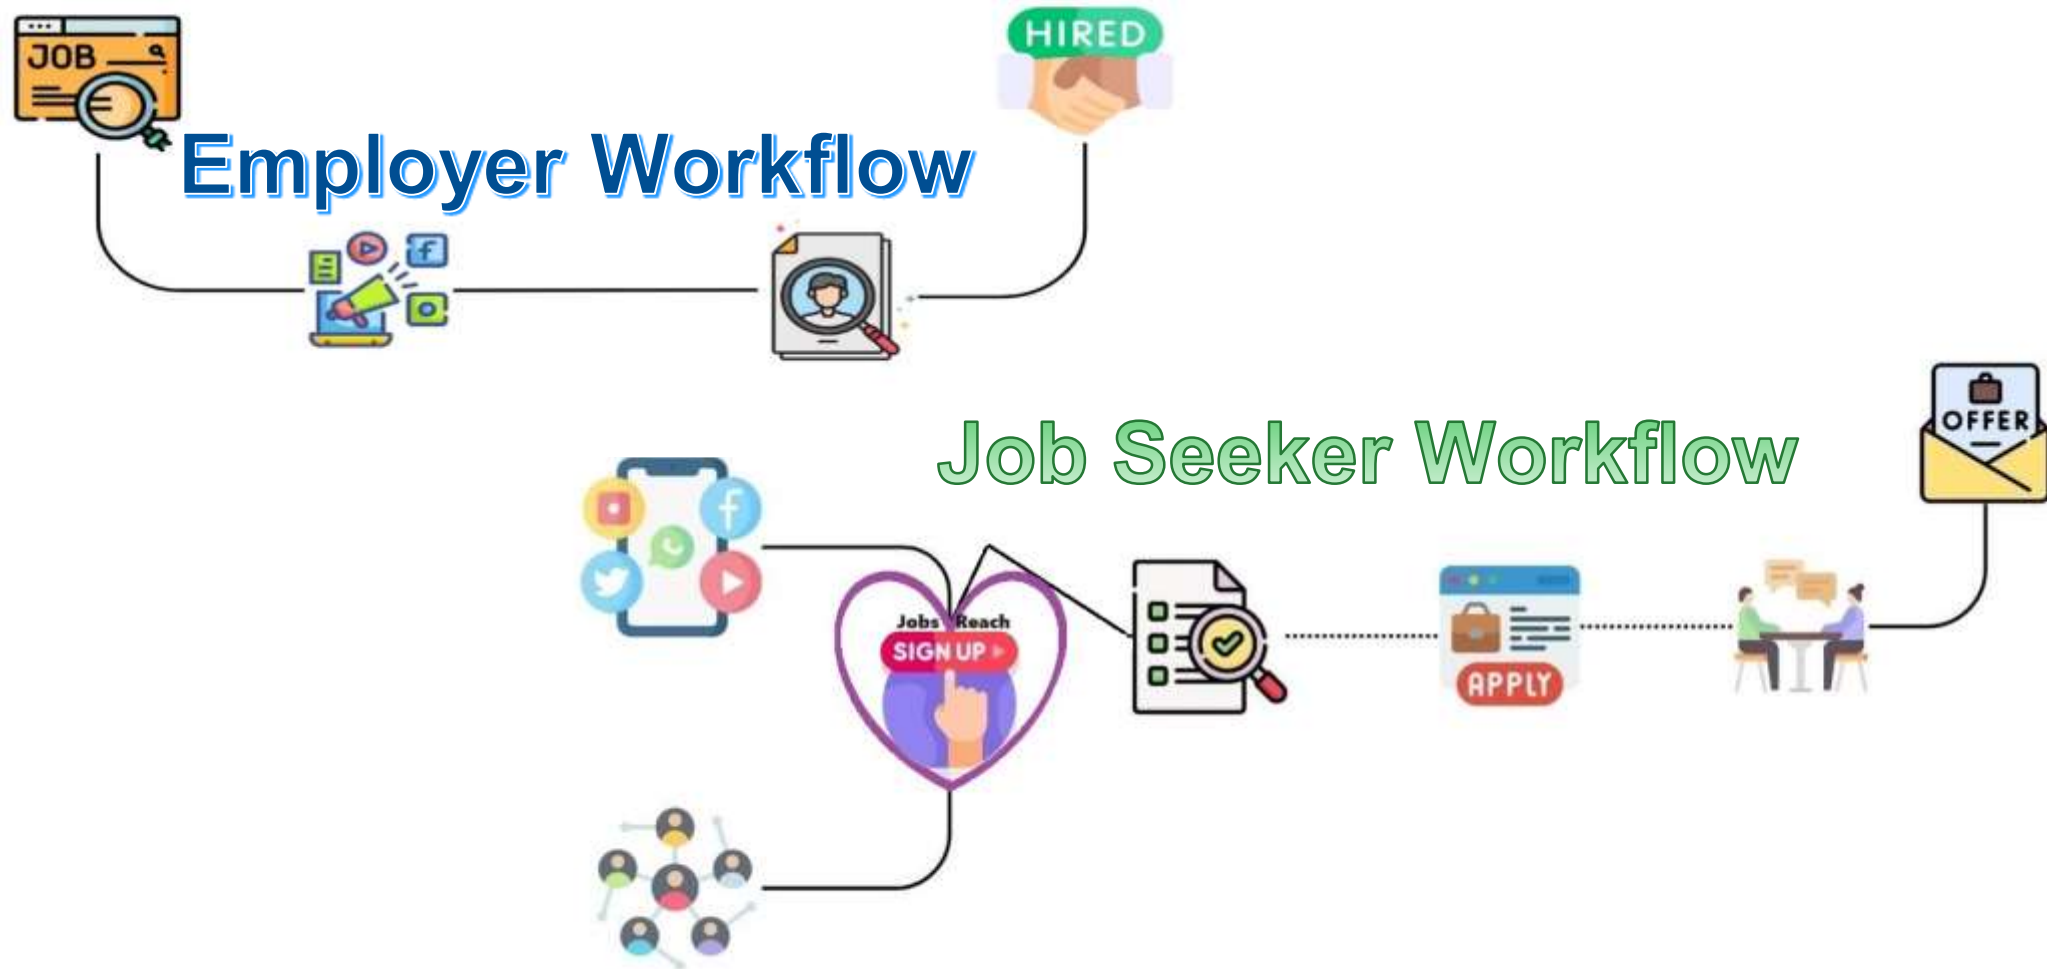 JOB
HIRED
Employer Workflow
Job Seeker Workflow
OFFER
Jobs Reach
SIGN UP
APPLY